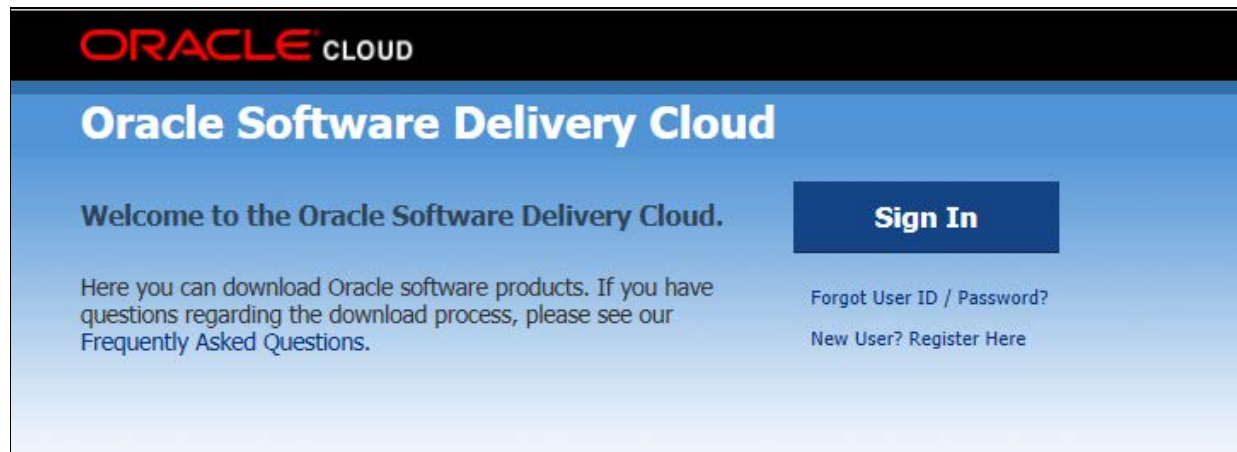 ORACLE CLOUD
Oracle Software Delivery Cloud
Welcome to the Oracle Software Delivery Cloud.
Sign In
Here you can download Oracle software products. If you have
questions regarding the download process, please see our
Frequently Asked Questions.
Forgot User ID / Password?
New User? Register Here